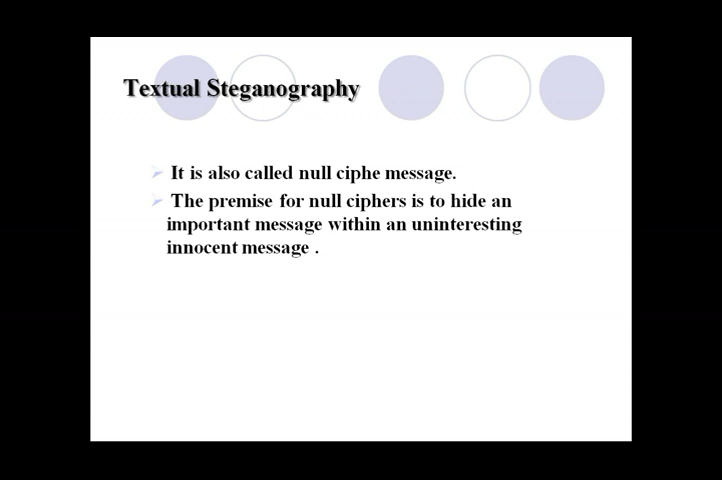 Textual Steganography
It is also called null ciphe message.
The premise for null ciphers is to hide an
important message within an uninteresting
innocent message .